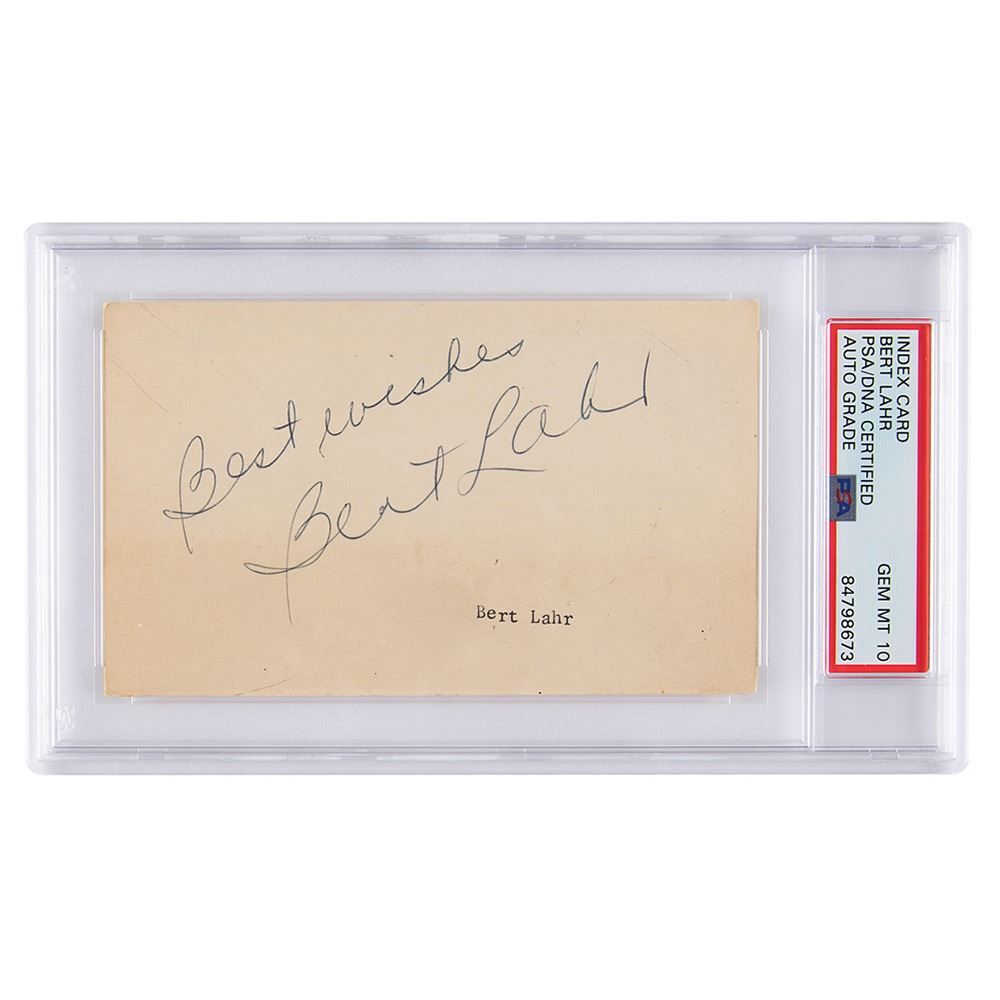 Best wishes
Bert Lahr
Bert Lahr
INDEX CARD
BERT LAHR
PSA/DNA CERTIFIED
AUTO GRADE
PSA
GEM MT 10
84798673